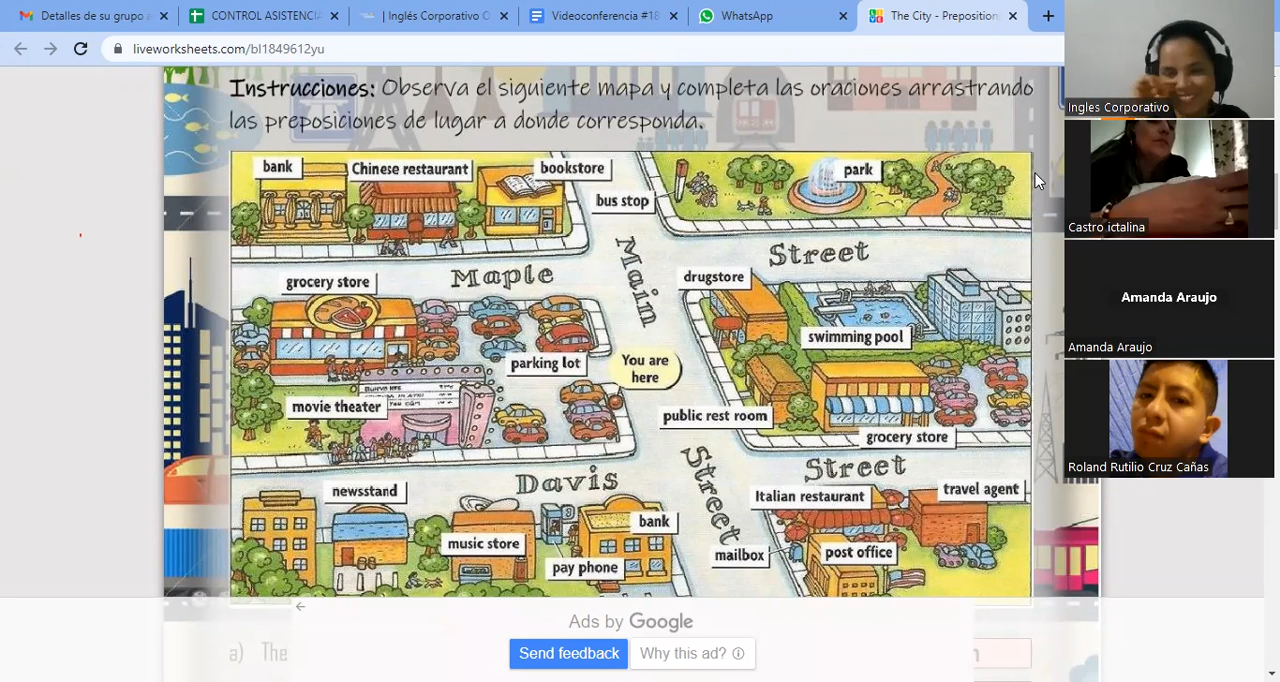 Detalles de su grupo a
CONTROL ASISTENCIA
| Inglés Corporativo O
Videoconferencia #18
WhatsApp
The City - Preposition
liveworksheets.com/bl1849612yu
Instrucciones: Observa el siguiente mapa y completa las oraciones arrastrando
las preposiciones de lugar a donde corresponda.
bank
Chinese restaurant
bookstore
bus stop
park
Maple
Street
Main
grocery store
drugstore
swimming pool
parking lot
You are
here
movie theater
public rest room
grocery store
Davis
Street
Street
newsstand
music store
pay phone
bank
Italian restaurant
travel agent
mailbox
post office
Ads by Google
Send feedback
Why this ad?
a) The
Ingles Corporativo
Castro ictalina
Amanda Araujo
Amanda Araujo
Roland Rutilio Cruz Cañas